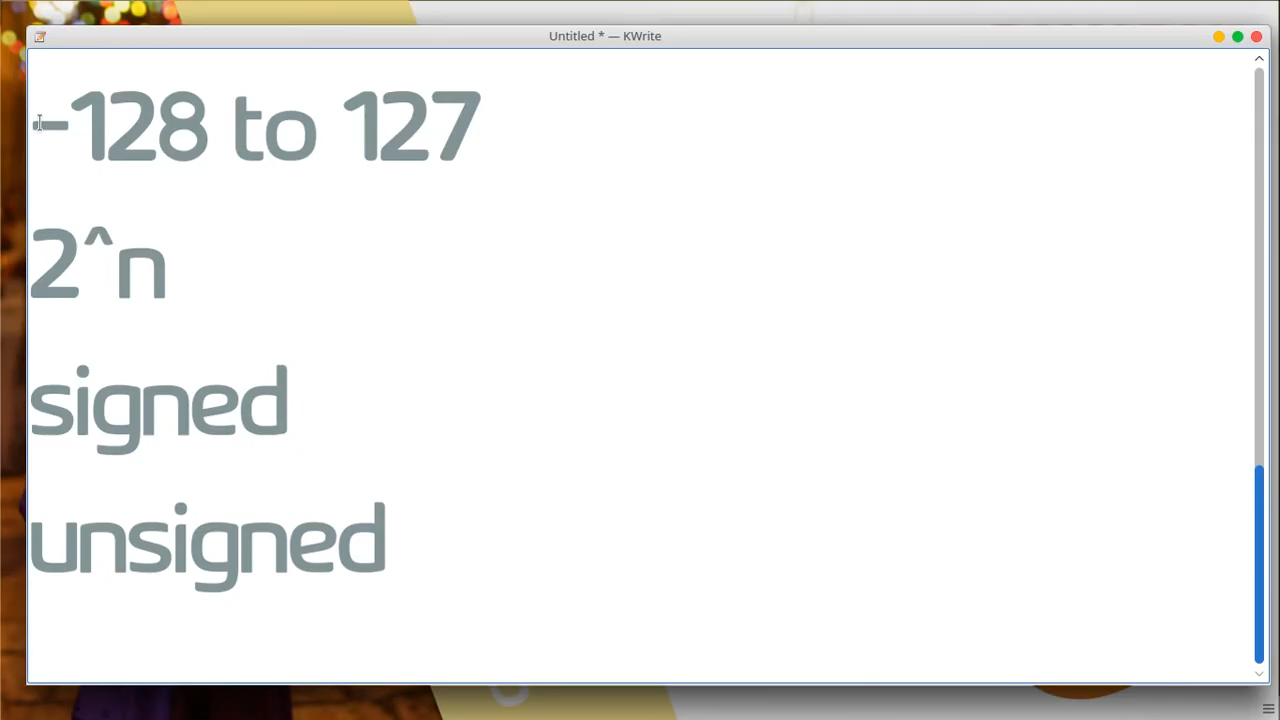 Untitled * — KWrite
-128 to 127
2^n
signed
unsigned